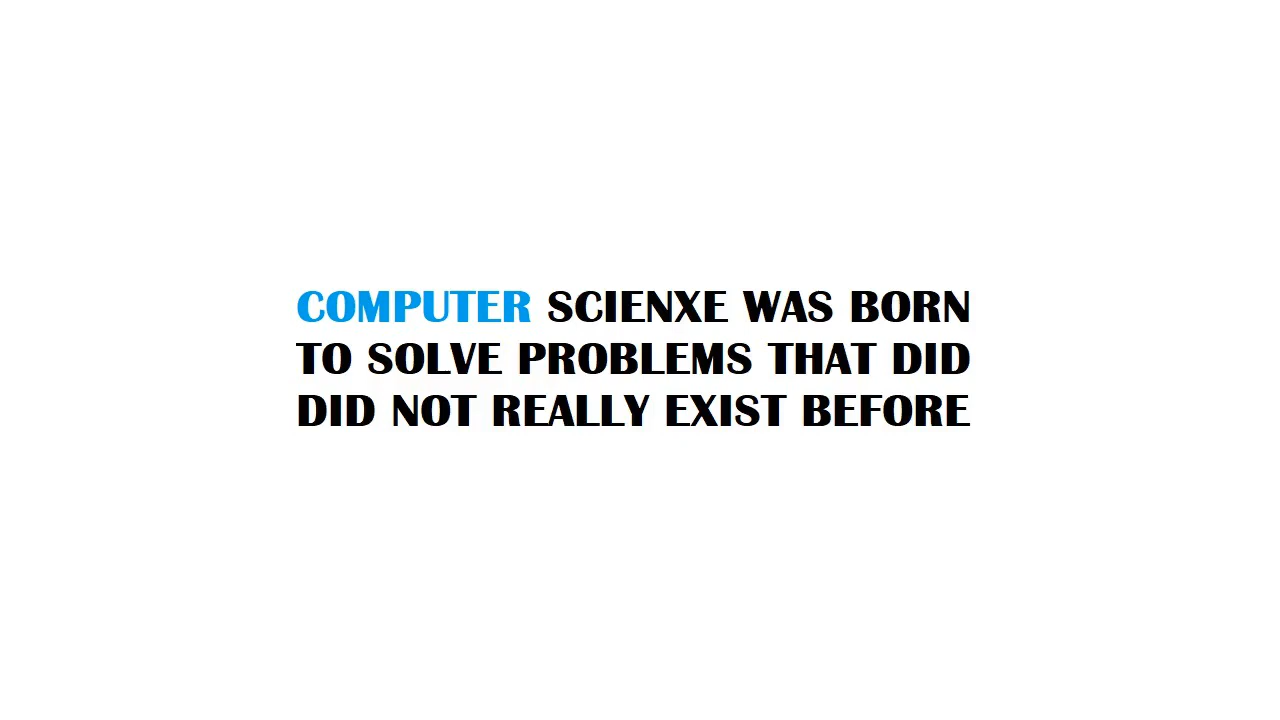 COMPUTER SCIENXE WAS BORN
TO SOLVE PROBLEMS THAT DID
DID NOT REALLY EXIST BEFORE